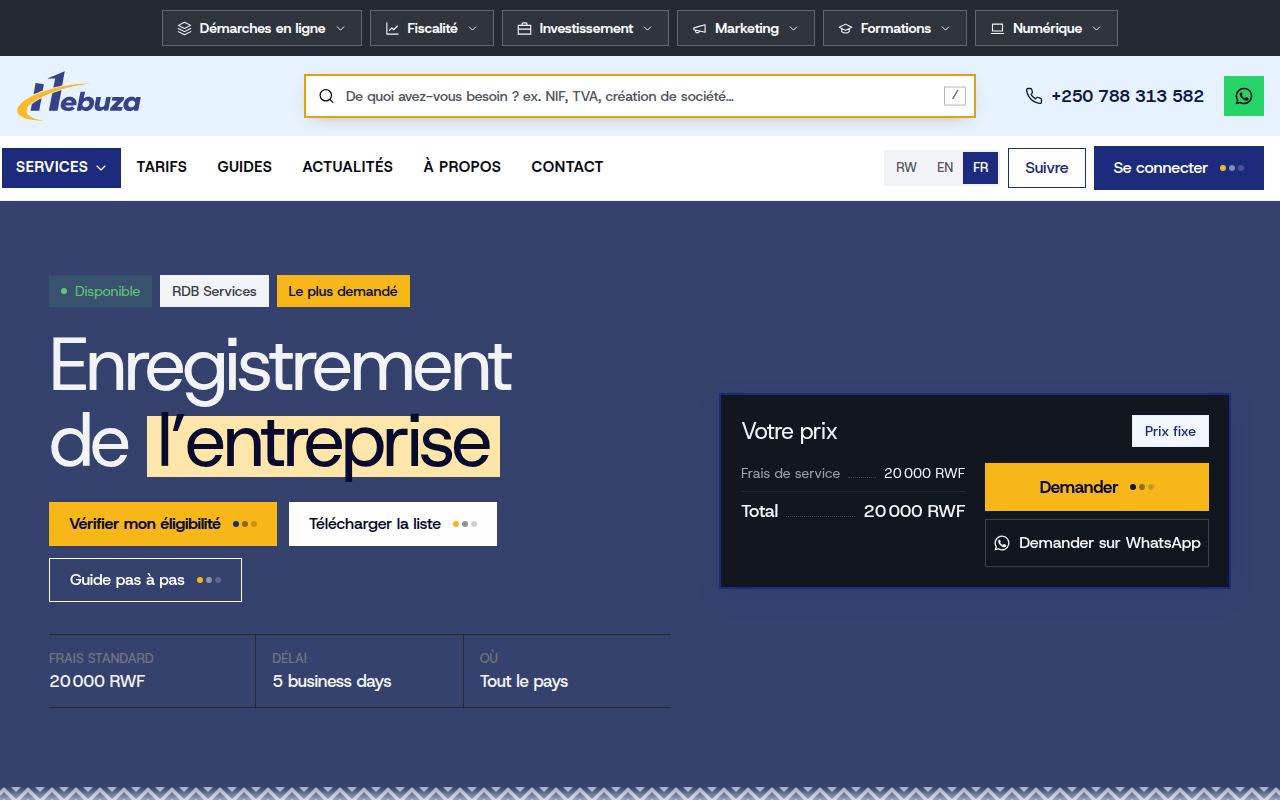 Démarches en ligne
Fiscalité
Investissement
Marketing
Formations
Numérique
Hebuza
De quoi avez-vous besoin ? ex. NIF, TVA, création de société...
/
+250 788 313 582
SERVICES
TARIFS
GUIDES
ACTUALITÉS
À PROPOS
CONTACT
RW
EN
FR
Suivre
Se connecter
Disponible
RDB Services
Le plus demandé
Enregistrement
de l’entreprise
Vérifier mon éligibilité
Télécharger la liste
Guide pas à pas
FRAIS STANDARD
20 000 RWF
DÉLAI
5 business days
OÙ
Tout le pays
Votre prix
Prix fixe
Frais de service
20 000 RWF
Total
20 000 RWF
Demander
Demander sur WhatsApp